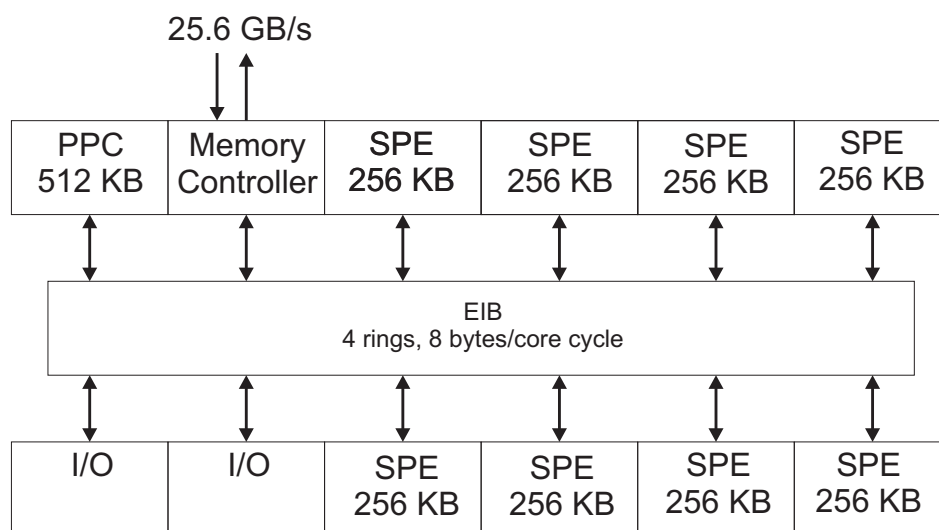 25.6 GB/s
PPC
512 KB
Memory
Controller
SPE
256 KB
SPE
256 KB
SPE
256 KB
SPE
256 KB
EIB
4 rings, 8 bytes/core cycle
I/O
I/O
SPE
256 KB
SPE
256 KB
SPE
256 KB
SPE
256 KB